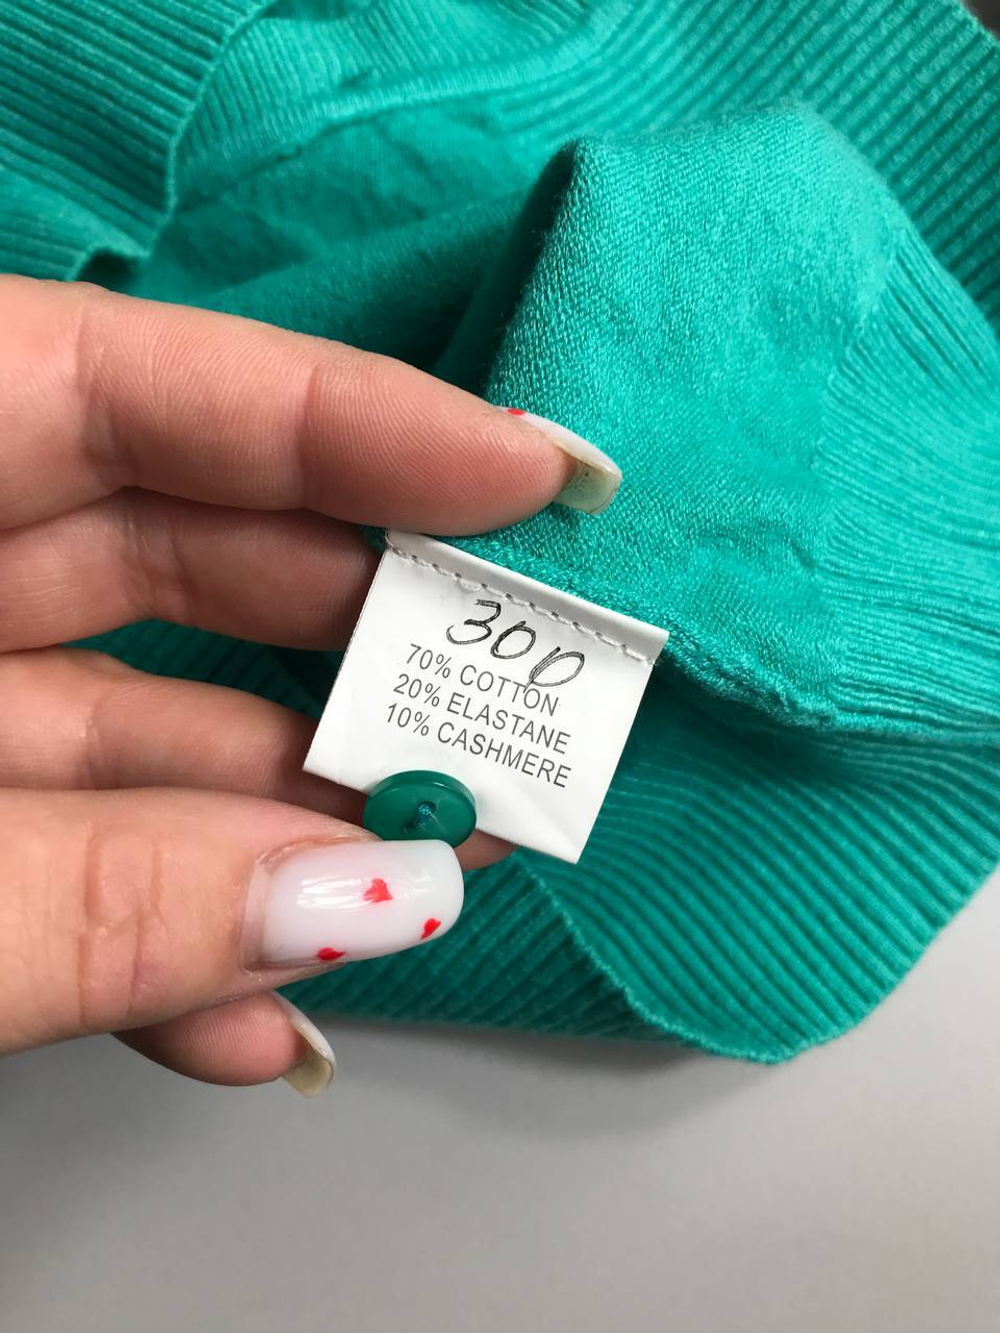 300
70% COTTON
20% ELASTANE
10% CASHMERE